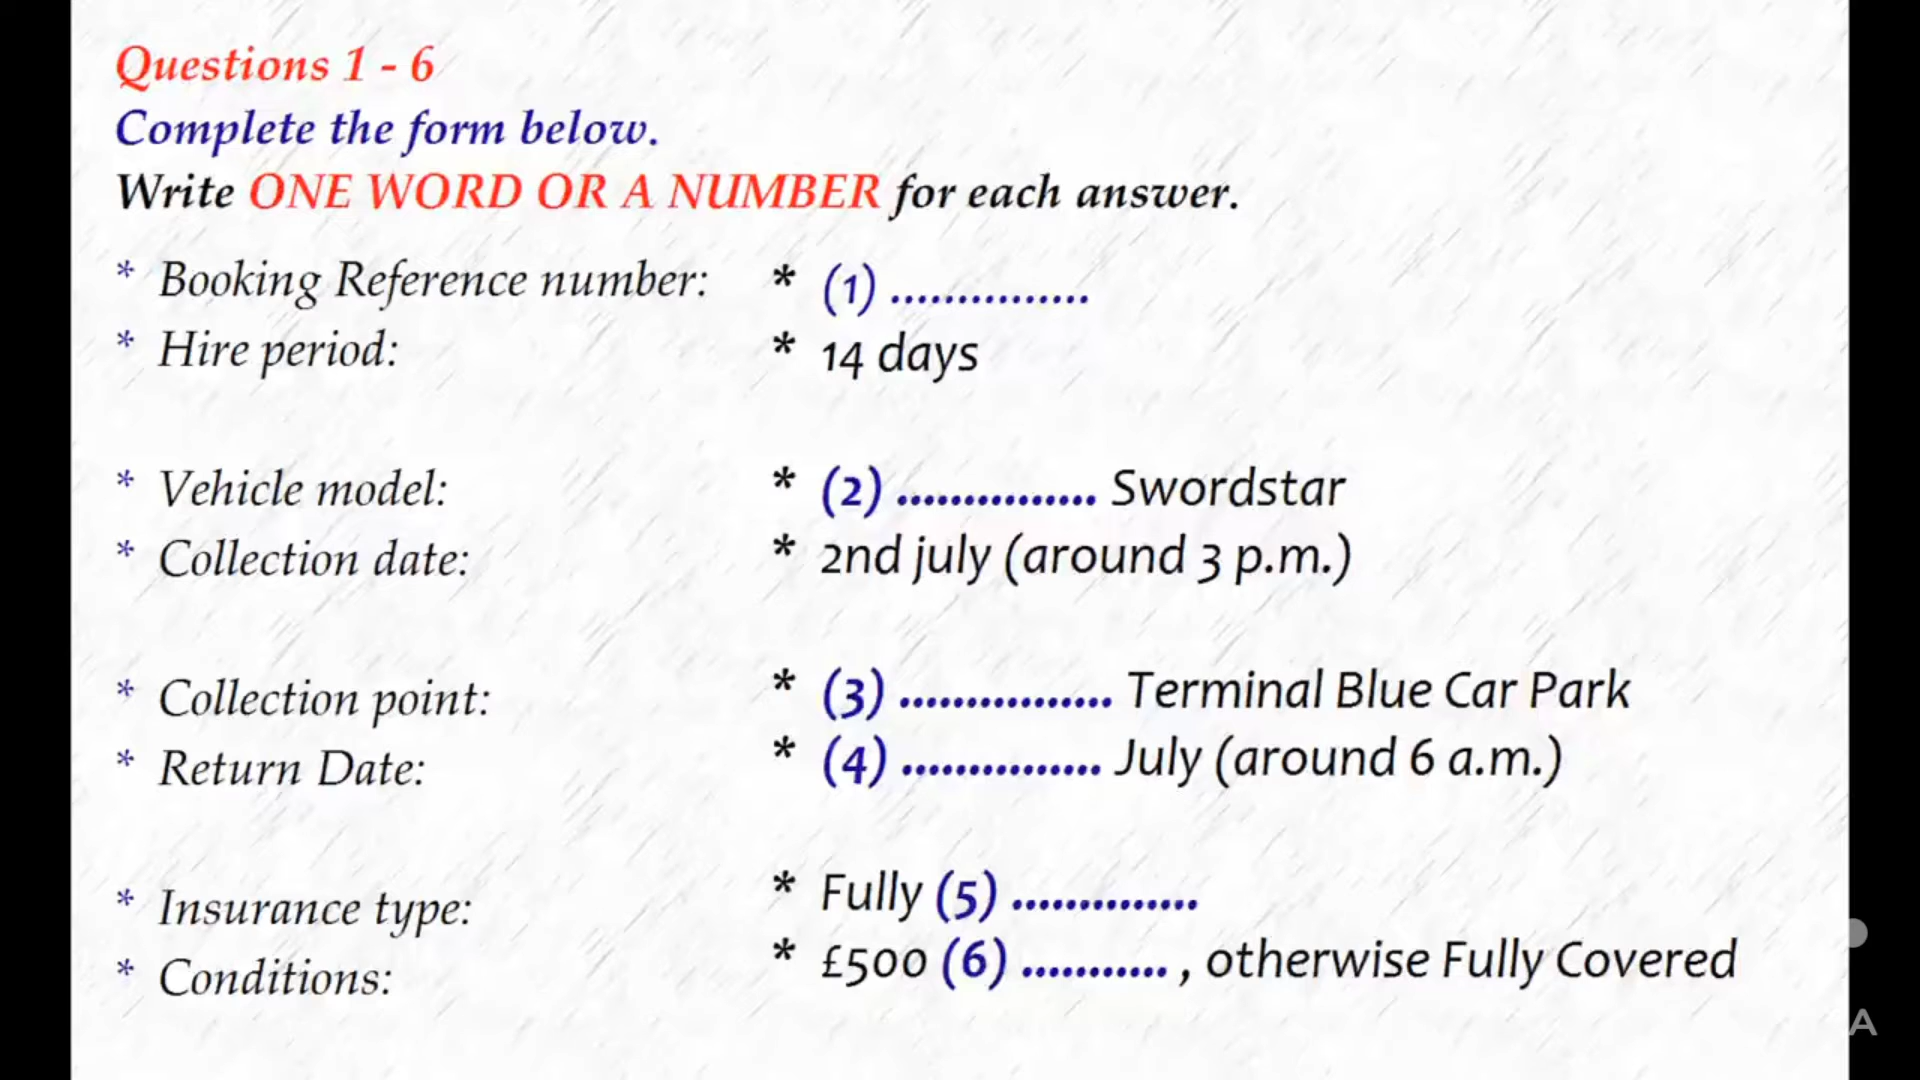 Questions 1 - 6
Complete the form below.
Write ONE WORD OR A NUMBER for each answer.
* Booking Reference number: * (1) ...............
* Hire period: * 14 days
* Vehicle model: * (2) ............... Swordstar
* Collection date: * 2nd july (around 3 p.m.)
* Collection point: * (3) ................ Terminal Blue Car Park
* Return Date: * (4) ............... July (around 6 a.m.)
* Insurance type: * Fully (5) ..............
* Conditions: * £500 (6) ........... , otherwise Fully Covered
A